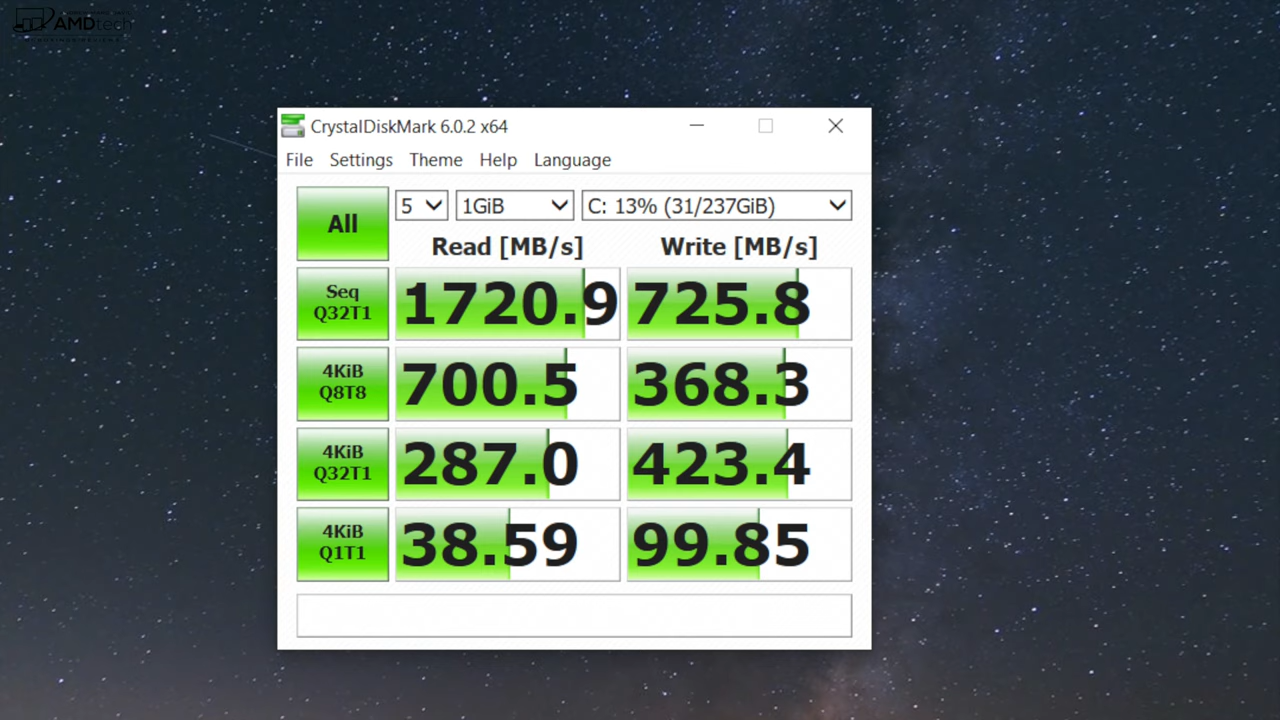 AMDtech
CrystalDiskMark 6.0.2 x64
File Settings Theme Help Language
All 5 1GiB C: 13% (31/237GiB)
Read [MB/s] Write [MB/s]
Seq
Q32T1
1720.9 725.8
4KiB
Q8T8
700.5 368.3
4KiB
Q32T1
287.0 423.4
4KiB
Q1T1
38.59 99.85